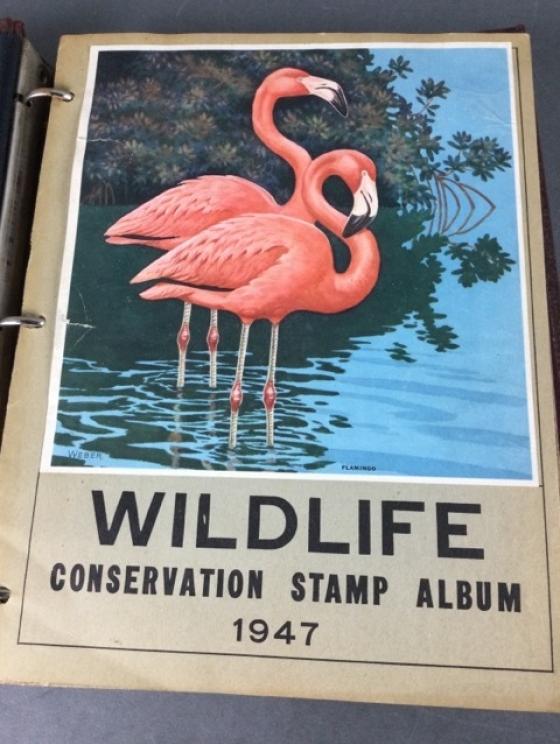 WEBER
FLAMINGO
WILDLIFE
CONSERVATION STAMP ALBUM
1947